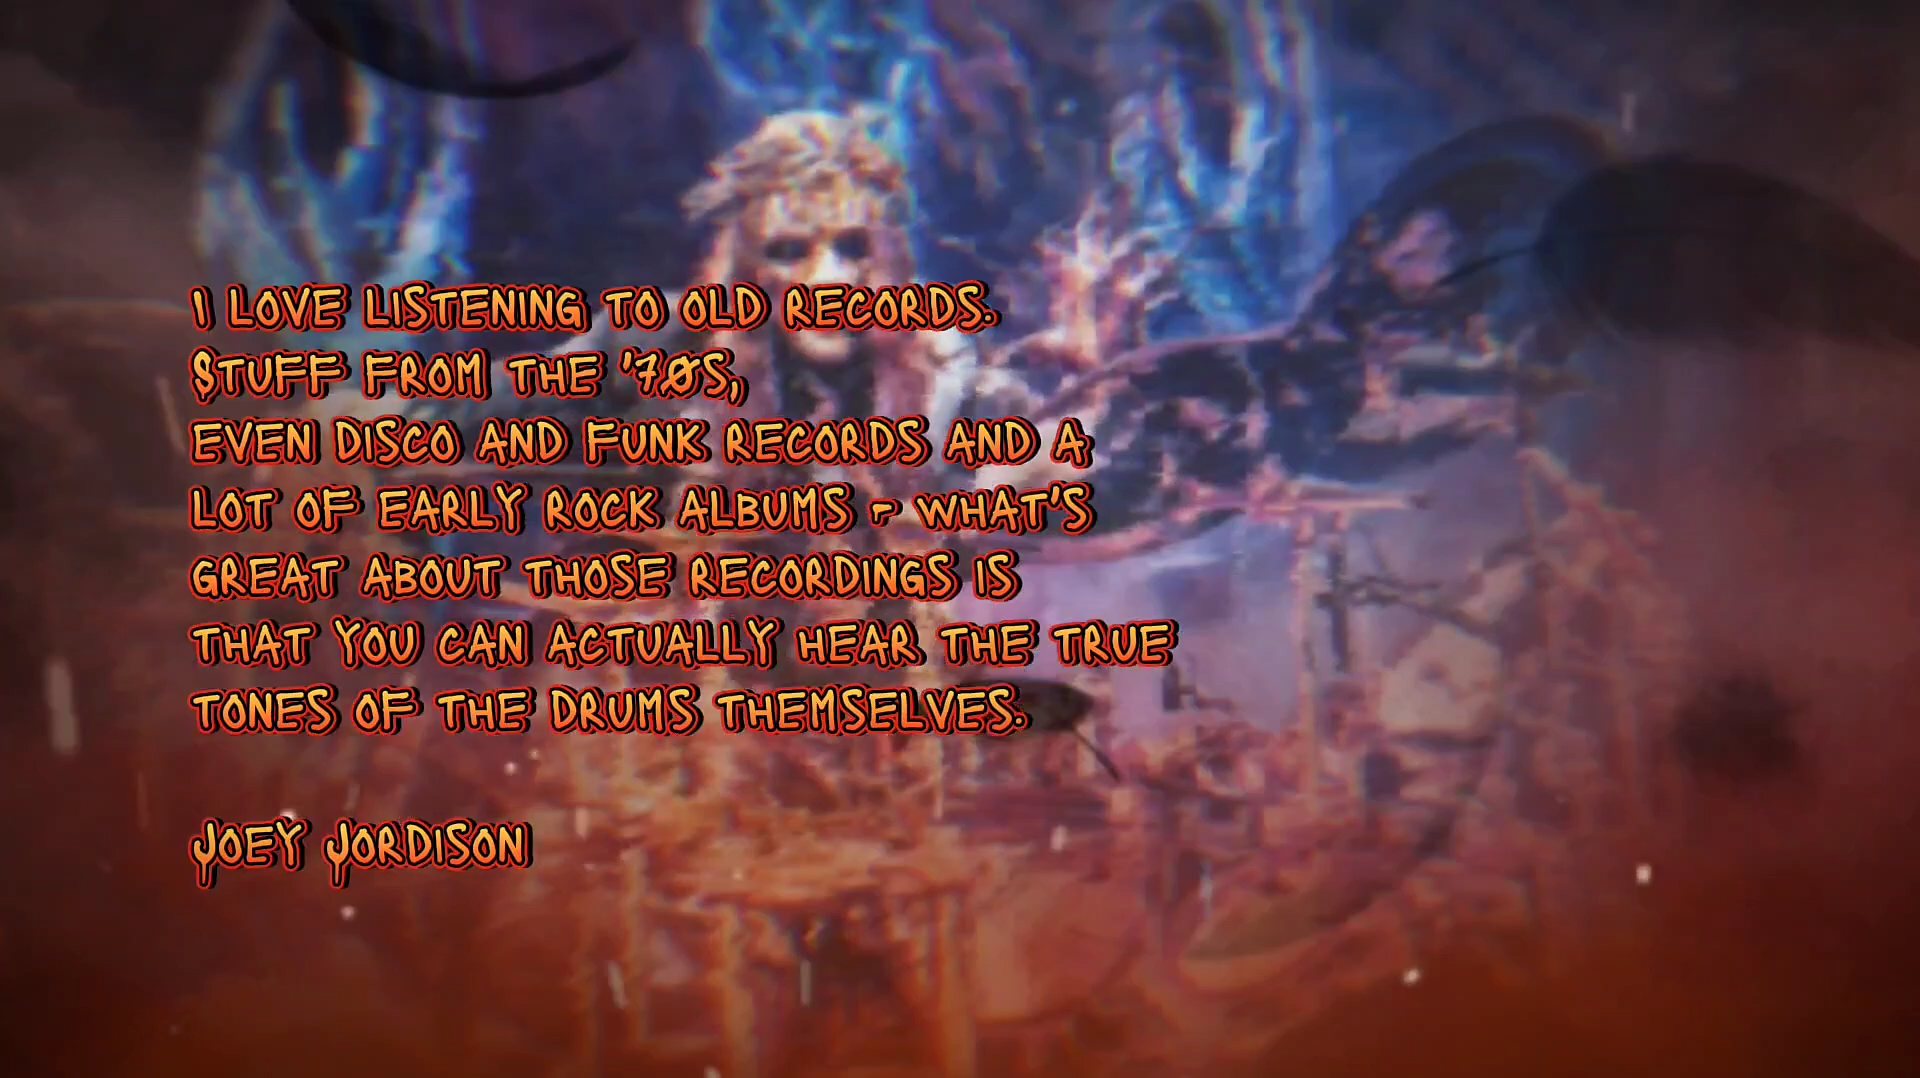 I LOVE LISTENING TO OLD RECORDS.
$TUFF FROM THE '70S,
EVEN DISCO AND FUNK RECORDS AND A
LOT OF EARLY ROCK ALBUMS - WHAT'S
GREAT ABOUT THOSE RECORDINGS IS
THAT YOU CAN ACTUALLY HEAR THE TRUE
TONES OF THE DRUMS THEMSELVES.
JOEY JORDISON